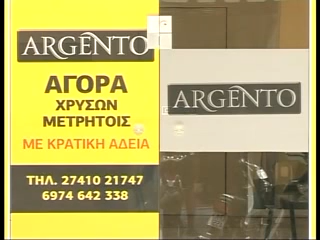 ARGENTO
ΑΓΟΡΑ
ΧΡΥΣΩΝ
ΜΕΤΡΗΤΟΙΣ
ΜΕ ΚΡΑΤΙΚΗ ΑΔΕΙΑ
ΤΗΛ. 27410 21747
6974 642 338
ARGENTO